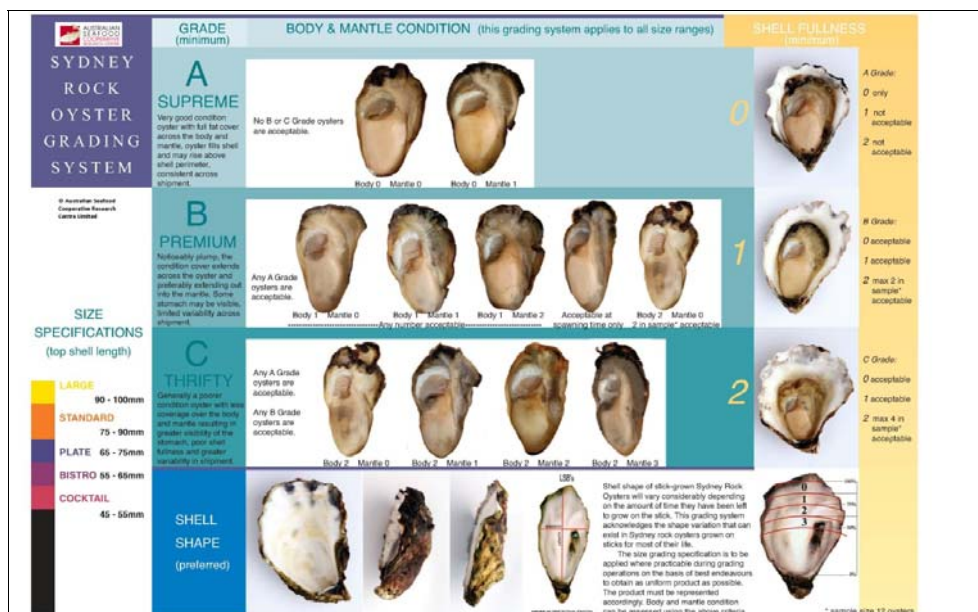 AUSTRALIAN
SEAFOOD
COOPERATIVE
SYDNEY
ROCK
OYSTER
GRADING
SYSTEM
© Australian Seafood
Cooperative Research
Centre Limited
SIZE
SPECIFICATIONS
(top shell length)
LARGE
90 - 100mm
STANDARD
75 - 90mm
PLATE 65 - 75mm
BISTRO 55 - 65mm
COCKTAIL
45 - 55mm
GRADE
(minimum)
BODY & MANTLE CONDITION (this grading system applies to all size ranges)
SHELL FULLNESS
(minimum)
A
SUPREME
Very good condition
oyster with full fat cover
across the body and
mantle, oyster fills shell
and may rise above
shell perimeter,
consistent across
shipment.
No B or C Grade oysters
are acceptable.
Body 0 Mantle 0
Body 0 Mantle 1
0
A Grade:
0 only
1 not
acceptable
2 not
acceptable
B
PREMIUM
Noticeably plump, the
condition cover extends
across the oyster and
preferably extending out
into the mantle. Some
stomach may be visible,
limited variability across
shipment.
Any A Grade
oysters are
acceptable.
Body 1 Mantle 0
Body 1 Mantle 1
Body 1 Mantle 2
Any number acceptable
Acceptable at
spawning time only
Body 2 Mantle 0
2 in sample* acceptable
1
B Grade:
0 acceptable
1 acceptable
2 max 2 in
sample*
acceptable
C
THRIFTY
Generally a poorer
condition oyster with less
coverage over the body
and mantle resulting in
greater visibility of the
stomach, poor shell
fullness and greater
variability in shipment.
Any A Grade
oysters are
acceptable.
Any B Grade
oysters are
acceptable.
Body 2 Mantle 0
Body 2 Mantle 1
Body 2 Mantle 2
Body 2 Mantle 3
2
C Grade:
0 acceptable
1 acceptable
2 max 4 in
sample*
acceptable
SHELL
SHAPE
(preferred)
Shell shape of stick-grown Sydney Rock
Oysters will vary considerably depending
on the amount of time they have been left
to grow on the stick. This grading system
acknowledges the shape variation that can
exist in Sydney rock oysters grown on
sticks for most of their life.
The size grading specification is to be
applied where practicable during grading
operations on the basis of best endeavours
to obtain as uniform product as possible.
The product must be represented
accordingly. Body and mantle condition
can be assessed using the above criteria
0
1
2
3
* sample size 12 oysters